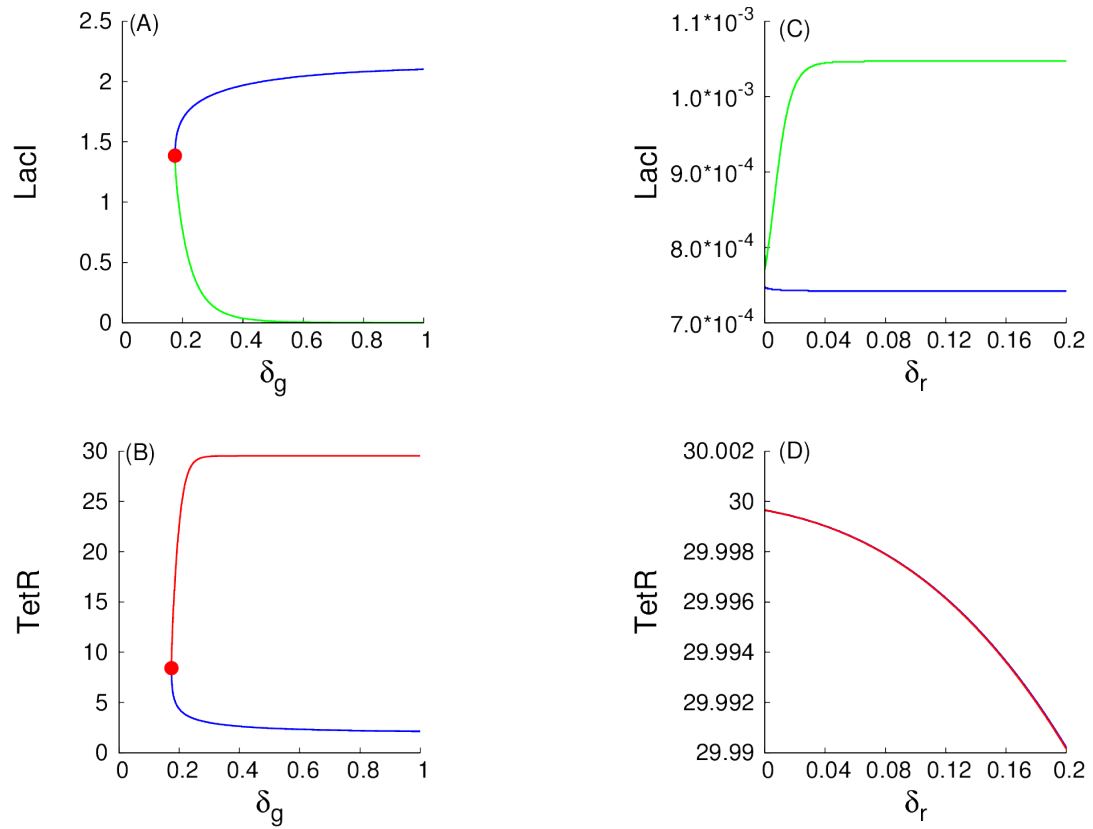 (A)
2.5
2
1.5
1
0.5
0
LacI
0 0.2 0.4 0.6 0.8 1
δg
(C)
1.1*10-3
1.0*10-3
9.0*10-4
8.0*10-4
7.0*10-4
LacI
0 0.04 0.08 0.12 0.16 0.2
δr
(B)
30
25
20
15
10
5
0
TetR
0 0.2 0.4 0.6 0.8 1
δg
(D)
30.002
30
29.998
29.996
29.994
29.992
29.99
TetR
0 0.04 0.08 0.12 0.16 0.2
δr